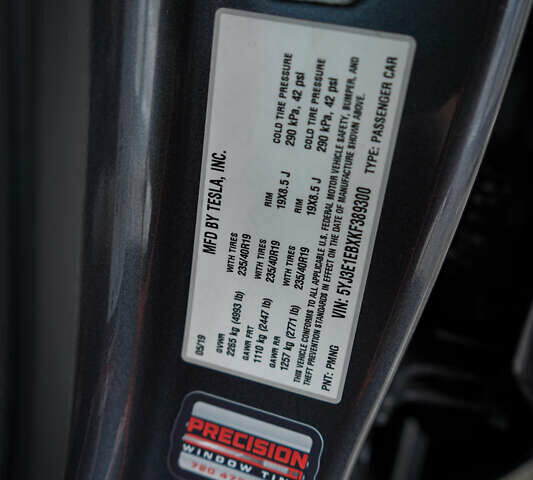 MFD BY TESLA, INC.
05/19
GVWR
2265 kg (4993 lb)
WITH TIRES
235/40R19
RIM
19X8.5 J
COLD TIRE PRESSURE
290 kPa, 42 psi
GAWR FRT
1110 kg (2447 lb)
WITH TIRES
235/40R19
RIM
19X8.5 J
COLD TIRE PRESSURE
290 kPa, 42 psi
GAWR RR
1257 kg (2771 lb)
235/40R19
THIS VEHICLE CONFORMS TO ALL APPLICABLE U.S. FEDERAL MOTOR VEHICLE SAFETY, BUMPER, AND
THEFT PREVENTION STANDARDS IN EFFECT ON THE DATE OF MANUFACTURE SHOWN ABOVE.
PNT: PMNG VIN: 5YJ3E1EBXKF389300 TYPE: PASSENGER CAR
PRECISION
WINDOW TIN